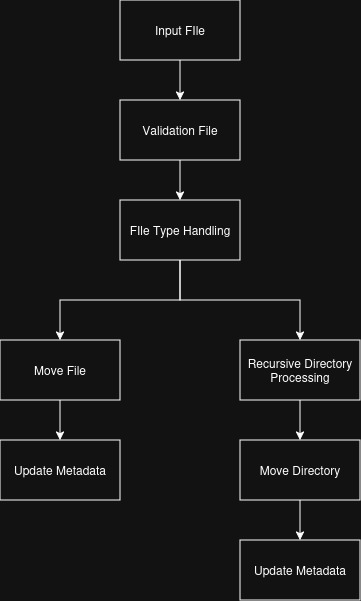 Input FIle
Validation File
FIle Type Handling
Move File
Recursive Directory
Processing
Update Metadata
Move Directory
Update Metadata